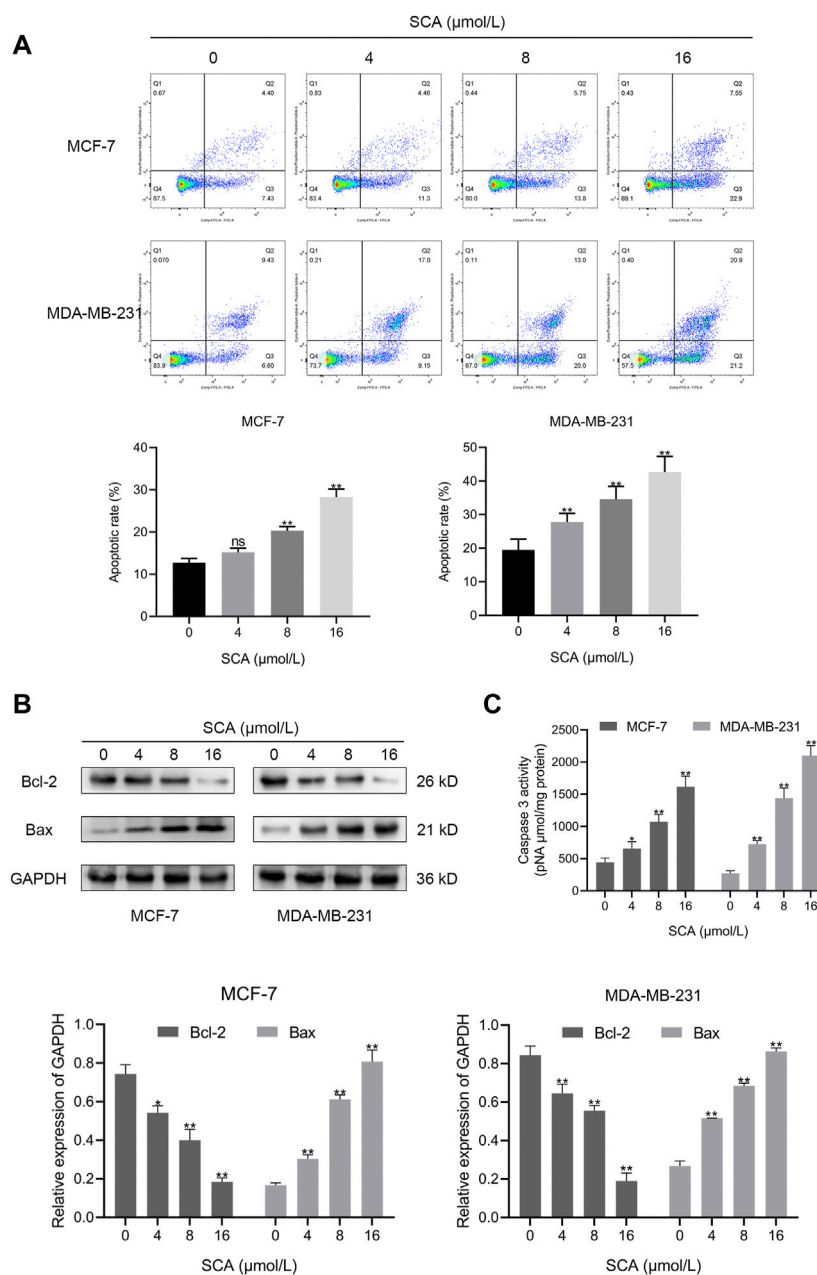 A
SCA (µmol/L)
0 4 8 16
MCF-7
Q1 0.67 Q2 4.40 Q4 87.5 Q3 7.43
Q1 0.83 Q2 4.46 Q4 83.4 Q3 11.3
Q1 0.44 Q2 5.75 Q4 80.0 Q3 13.8
Q1 0.43 Q2 7.55 Q4 69.1 Q3 22.9
MDA-MB-231
Q1 0.070 Q2 9.43 Q4 83.9 Q3 6.60
Q1 0.21 Q2 17.0 Q4 73.7 Q3 9.15
Q1 0.11 Q2 13.0 Q4 67.0 Q3 20.0
Q1 0.40 Q2 20.9 Q4 57.5 Q3 21.2
MCF-7
Apoptotic rate (%)
40
30
20
10
0
ns ** **
0 4 8 16
SCA (µmol/L)
MDA-MB-231
Apoptotic rate (%)
50
40
30
20
10
0
** ** **
0 4 8 16
SCA (µmol/L)
B
SCA (µmol/L)
0 4 8 16 0 4 8 16
Bcl-2 26 kD
Bax 21 kD
GAPDH 36 kD
MCF-7 MDA-MB-231
C
MCF-7 MDA-MB-231
Caspase 3 activity
(pNA µmol/mg protein)
2500
2000
1500
1000
500
0
* ** ** ** ** **
0 4 8 16 0 4 8 16
SCA (µmol/L)
MCF-7
Bcl-2 Bax
Relative expression of GAPDH
1.0
0.8
0.6
0.4
0.2
0.0
* ** ** ** ** **
0 4 8 16 0 4 8 16
SCA (µmol/L)
MDA-MB-231
Bcl-2 Bax
Relative expression of GAPDH
1.0
0.8
0.6
0.4
0.2
0.0
** ** ** ** ** **
0 4 8 16 0 4 8 16
SCA (µmol/L)